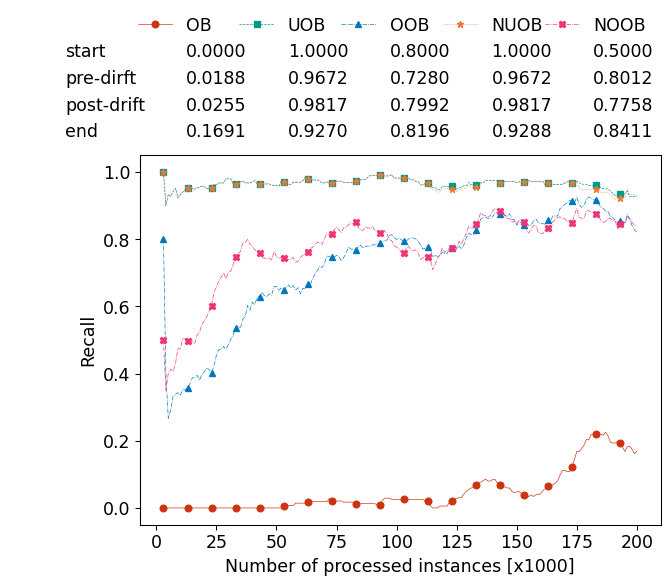 OB UOB OOB NUOB NOOB
start 0.0000 1.0000 0.8000 1.0000 0.5000
pre-dirft 0.0188 0.9672 0.7280 0.9672 0.8012
post-drift 0.0255 0.9817 0.7992 0.9817 0.7758
end 0.1691 0.9270 0.8196 0.9288 0.8411
1.0
0.8
0.6
0.4
0.2
0.0
Recall
0 25 50 75 100 125 150 175 200
Number of processed instances [x1000]